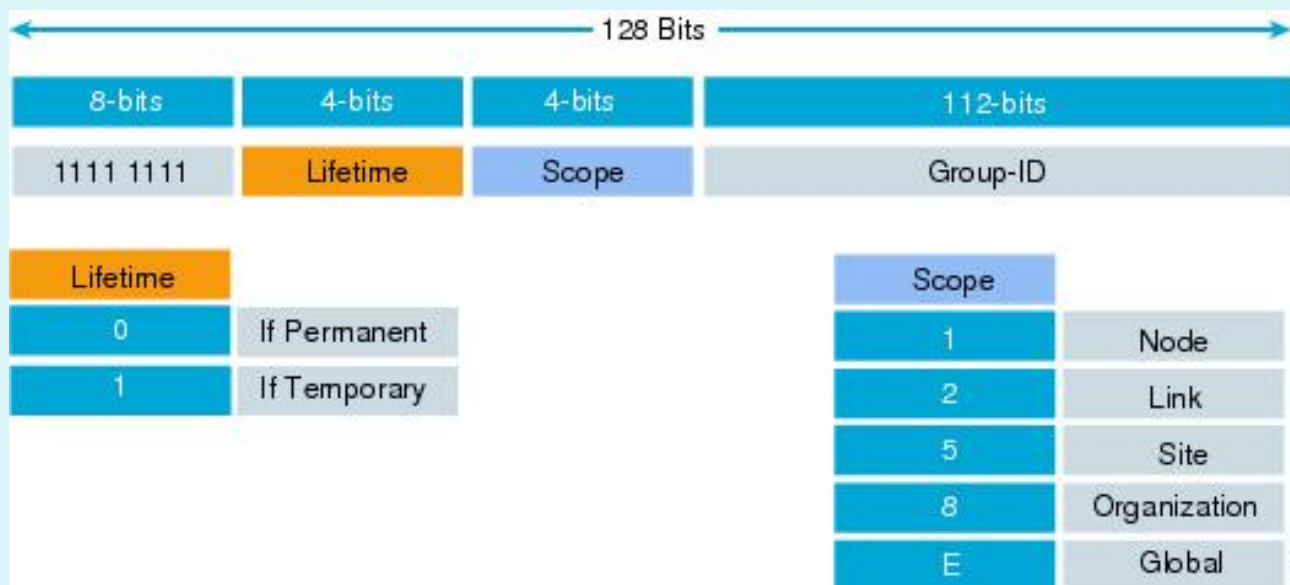 128 Bits
8-bits 4-bits 4-bits 112-bits
1111 1111 Lifetime Scope Group-ID
Lifetime
0 If Permanent
1 If Temporary
Scope
1 Node
2 Link
5 Site
8 Organization
E Global